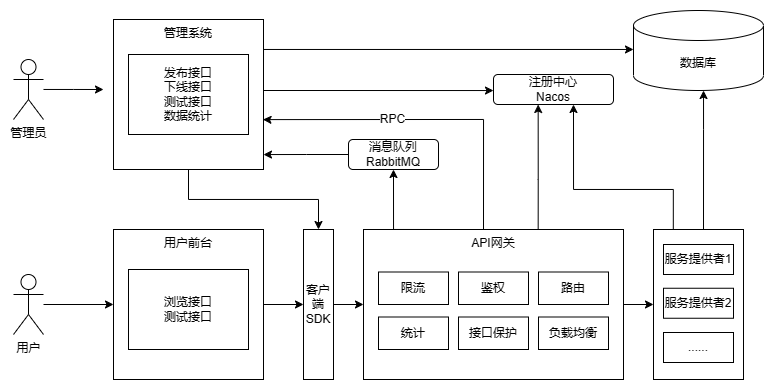 管理系统
发布接口
下线接口
测试接口
数据统计
管理员
数据库
注册中心
Nacos
RPC
消息队列
RabbitMQ
用户前台
浏览接口
测试接口
用户
客户
端
SDK
API网关
限流
鉴权
路由
统计
接口保护
负载均衡
服务提供者1
服务提供者2
......